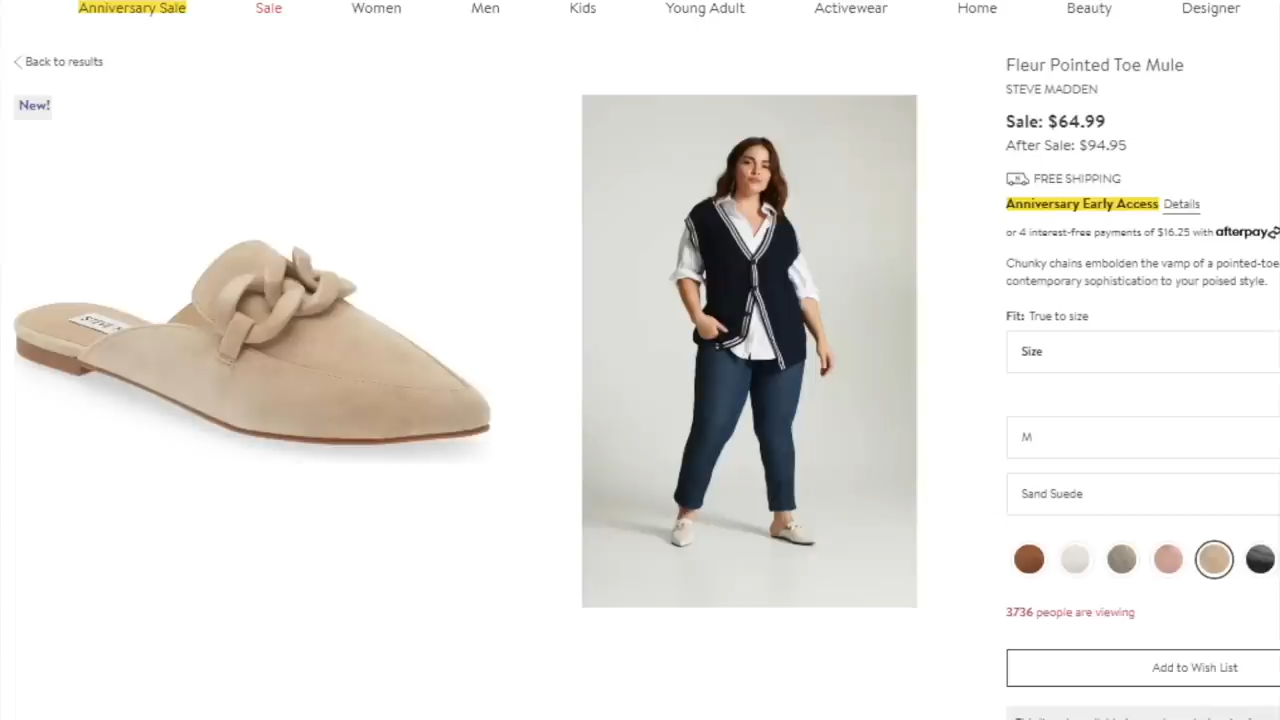 Anniversary Sale Sale Women Men Kids Young Adult Activewear Home Beauty Designer
Back to results
New!
Fleur Pointed Toe Mule
STEVE MADDEN
Sale: $64.99
After Sale: $94.95
FREE SHIPPING
Anniversary Early Access Details
or 4 interest-free payments of $16.25 with afterpay
Chunky chains embolden the vamp of a pointed-toe
contemporary sophistication to your poised style.
Fit: True to size
Size
M
Sand Suede
3736 people are viewing
Add to Wish List